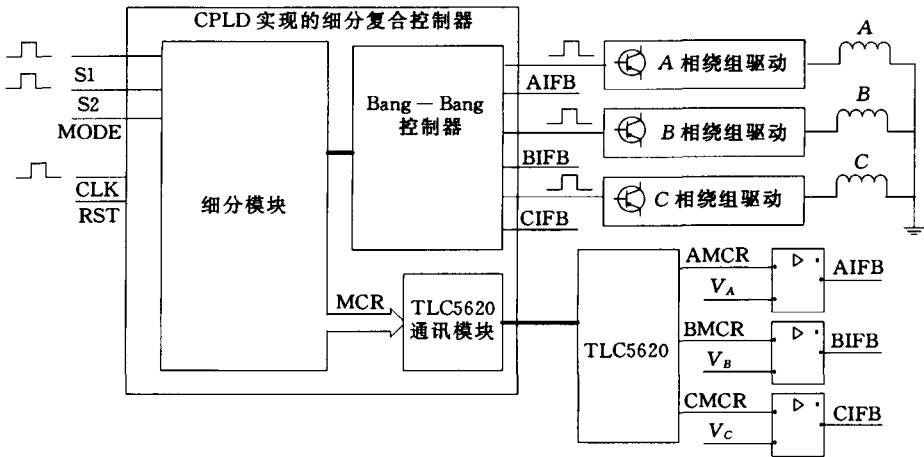 CPLD 实现的细分复合控制器
S1
S2
MODE
CLK
RST
细分模块
Bang－Bang
控制器
MCR
TLC5620
通讯模块
AIFB
BIFB
CIFB
A 相绕组驱动
B 相绕组驱动
C 相绕组驱动
A
B
C
TLC5620
AMCR
V_A
AIFB
BMCR
V_B
BIFB
CMCR
V_C
CIFB